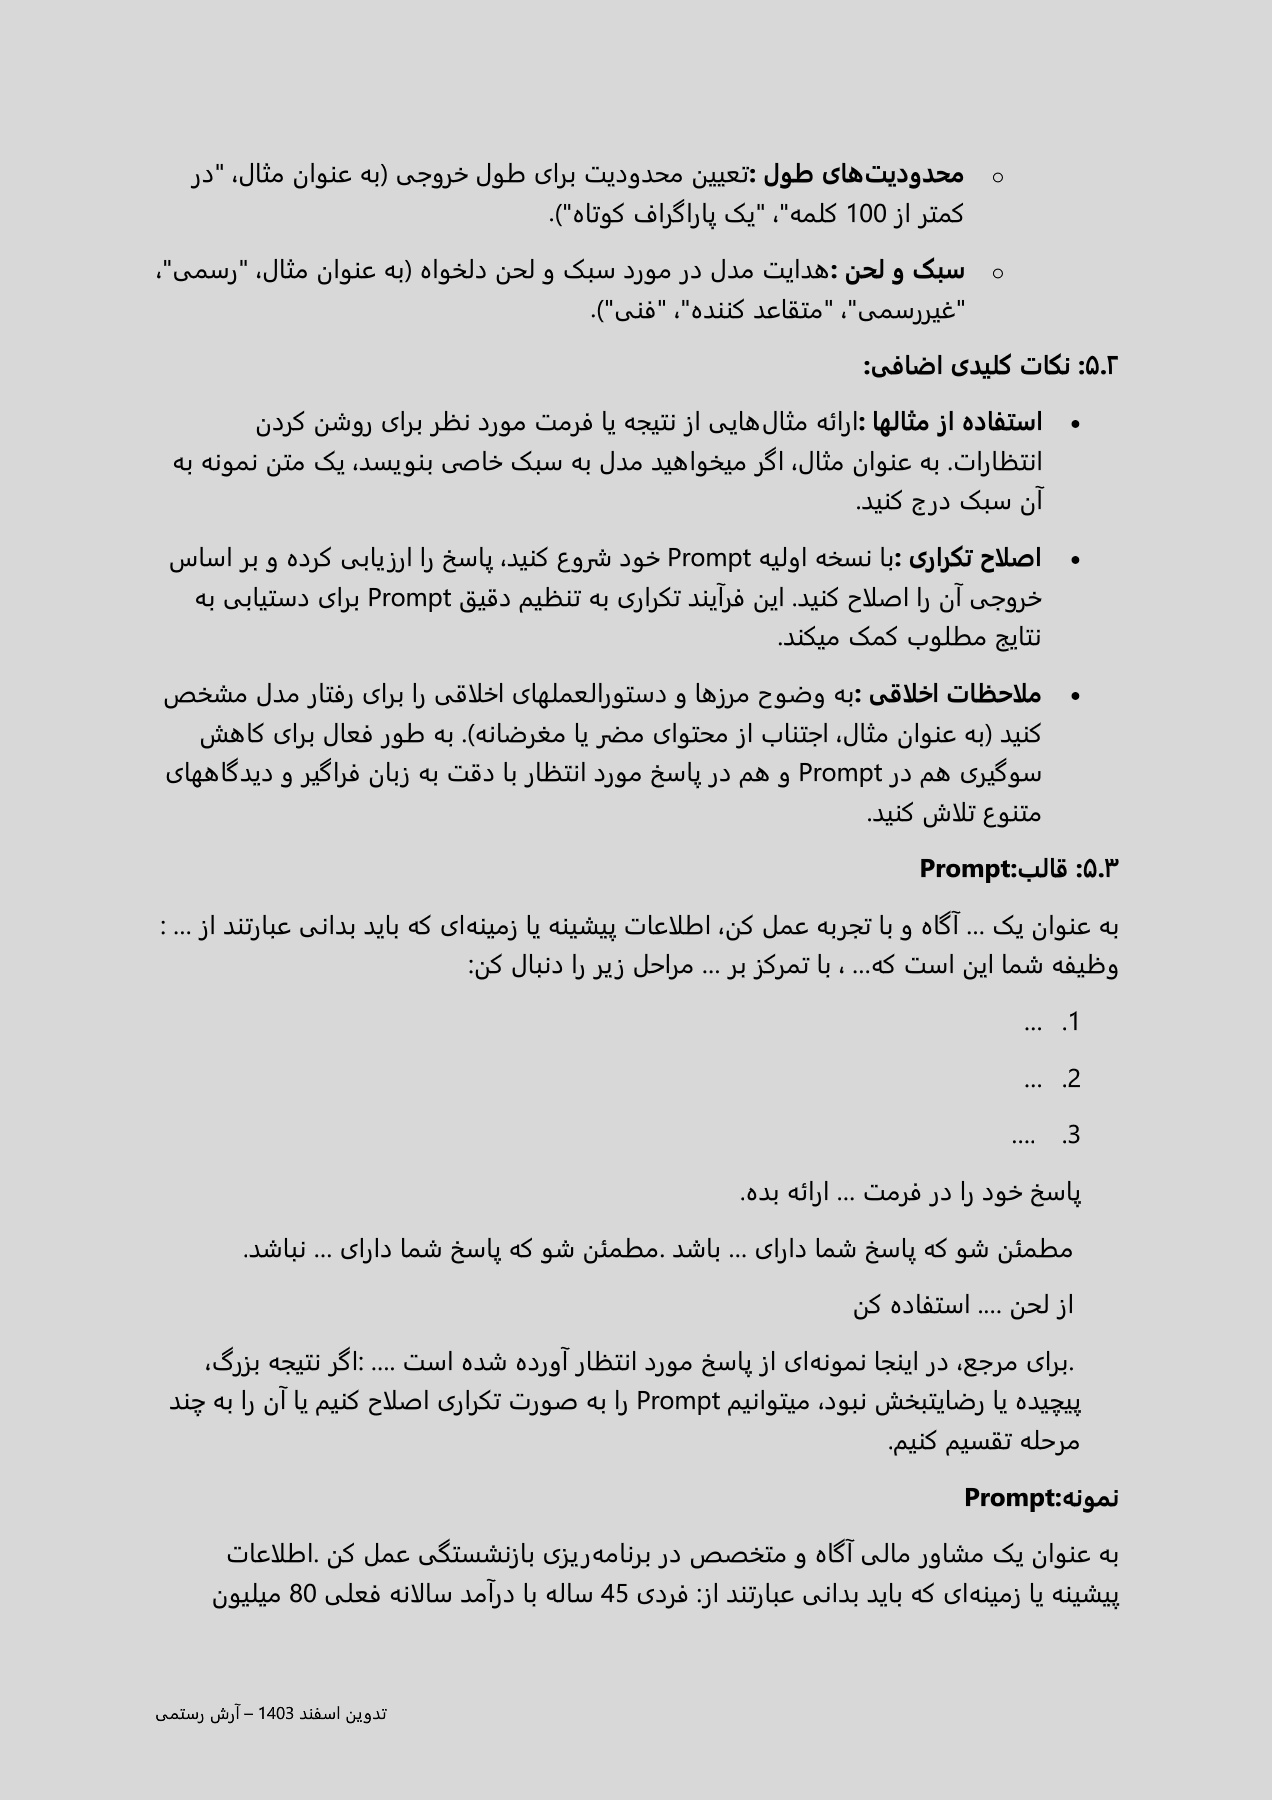 ○ محدودیت‌های طول :تعیین محدودیت برای طول خروجی (به عنوان مثال، "در
کمتر از 100 کلمه"، "یک پاراگراف کوتاه").
○ سبک و لحن :هدایت مدل در مورد سبک و لحن دلخواه (به عنوان مثال، "رسمی"،
"غیررسمی"، "متقاعد کننده"، "فنی").
۵.۲: نکات کلیدی اضافی:
• استفاده از مثالها :ارائه مثال‌هایی از نتیجه یا فرمت مورد نظر برای روشن کردن
انتظارات. به عنوان مثال، اگر میخواهید مدل به سبک خاصی بنویسد، یک متن نمونه به
آن سبک درج کنید.
• اصلاح تکراری :با نسخه اولیه Prompt خود شروع کنید، پاسخ را ارزیابی کرده و بر اساس
خروجی آن را اصلاح کنید. این فرآیند تکراری به تنظیم دقیق Prompt برای دستیابی به
نتایج مطلوب کمک میکند.
• ملاحظات اخلاقی :به وضوح مرزها و دستورالعملهای اخلاقی را برای رفتار مدل مشخص
کنید (به عنوان مثال، اجتناب از محتوای مضر یا مغرضانه). به طور فعال برای کاهش
سوگیری هم در Prompt و هم در پاسخ مورد انتظار با دقت به زبان فراگیر و دیدگاههای
متنوع تلاش کنید.
۵.۳: قالب:Prompt
به عنوان یک ... آگاه و با تجربه عمل کن، اطلاعات پیشینه یا زمینه‌ای که باید بدانی عبارتند از ... :
وظیفه شما این است که... ، با تمرکز بر ... مراحل زیر را دنبال کن:
1. ...
2. ...
3. ....
پاسخ خود را در فرمت ... ارائه بده.
مطمئن شو که پاسخ شما دارای ... باشد .مطمئن شو که پاسخ شما دارای ... نباشد.
از لحن .... استفاده کن
.برای مرجع، در اینجا نمونه‌ای از پاسخ مورد انتظار آورده شده است .... :اگر نتیجه بزرگ،
پیچیده یا رضایتبخش نبود، میتوانیم Prompt را به صورت تکراری اصلاح کنیم یا آن را به چند
مرحله تقسیم کنیم.
نمونه:Prompt
به عنوان یک مشاور مالی آگاه و متخصص در برنامه‌ریزی بازنشستگی عمل کن .اطلاعات
پیشینه یا زمینه‌ای که باید بدانی عبارتند از: فردی 45 ساله با درآمد سالانه فعلی 80 میلیون
تدوین اسفند 1403 – آرش رستمی